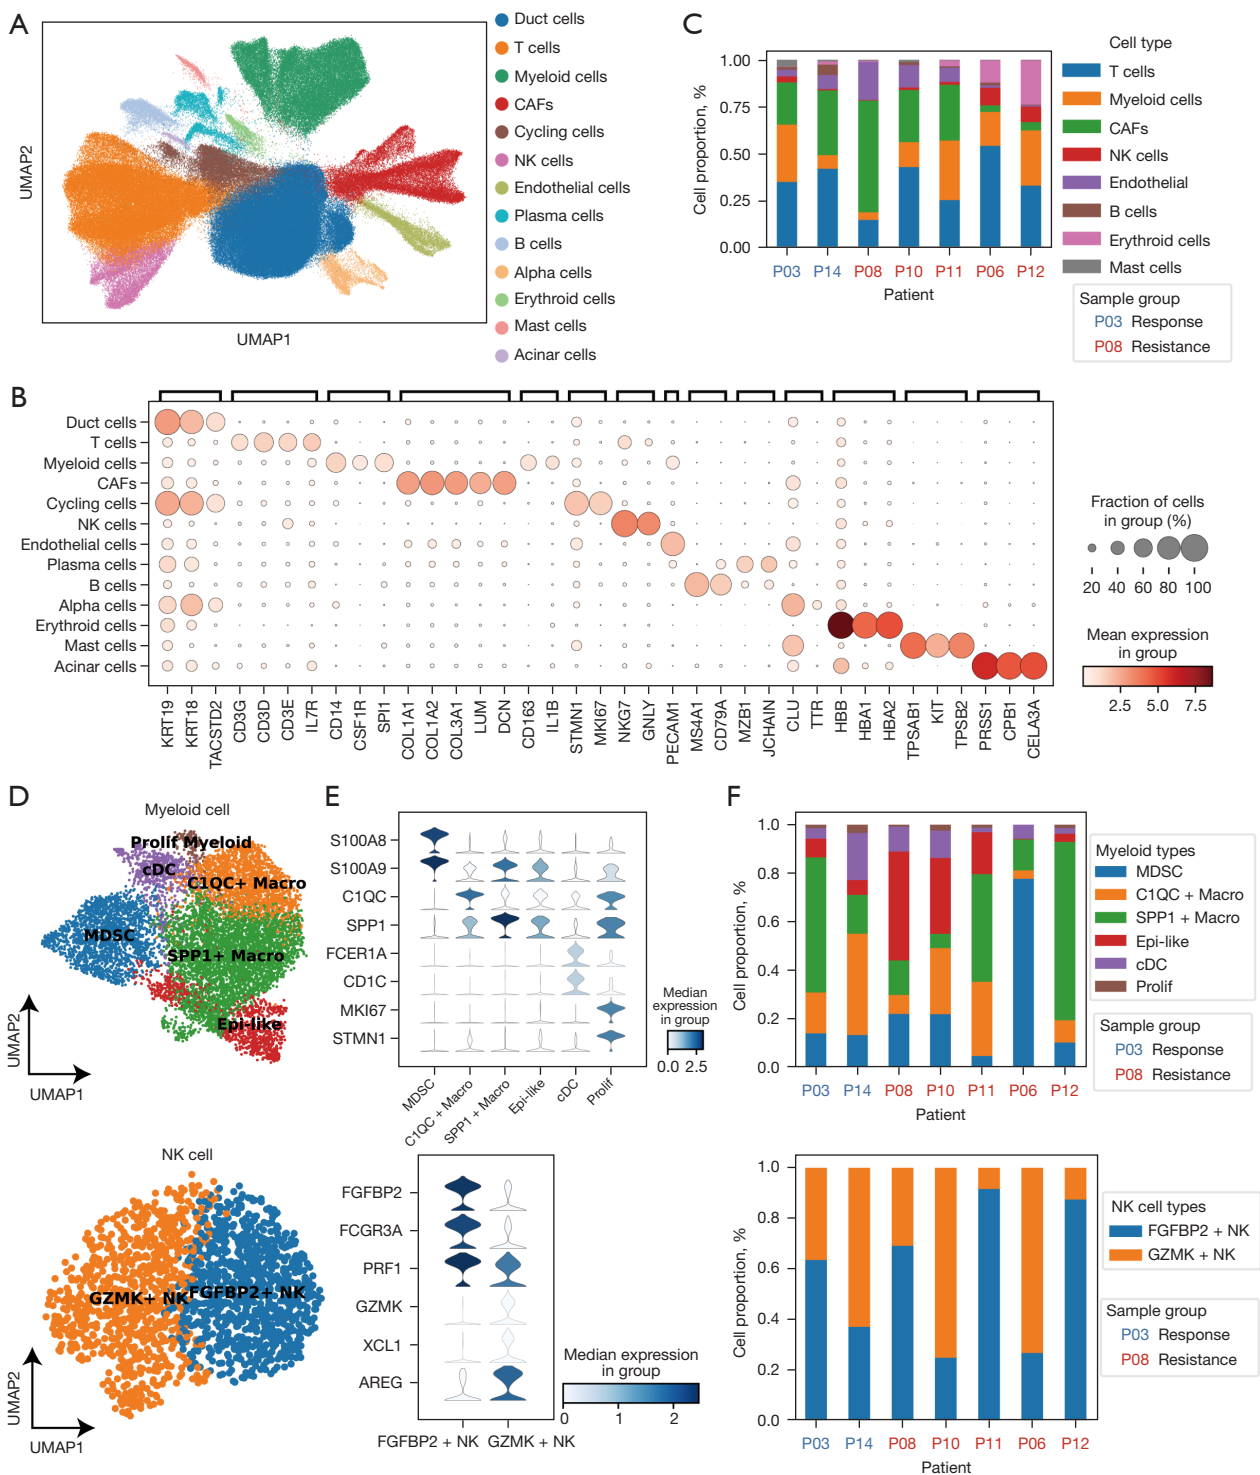 A
UMAP2
UMAP1
Duct cells
T cells
Myeloid cells
CAFs
Cycling cells
NK cells
Endothelial cells
Plasma cells
B cells
Alpha cells
Erythroid cells
Mast cells
Acinar cells
C
Cell proportion, %
1.00
0.75
0.50
0.25
0.00
P03 P14 P08 P10 P11 P06 P12
Patient
Cell type
T cells
Myeloid cells
CAFs
NK cells
Endothelial
B cells
Erythroid cells
Mast cells
Sample group
P03 Response
P08 Resistance
B
Duct cells
T cells
Myeloid cells
CAFs
Cycling cells
NK cells
Endothelial cells
Plasma cells
B cells
Alpha cells
Erythroid cells
Mast cells
Acinar cells
KRT19 KRT18 TACSTD2 CD3G CD3D CD3E IL7R CD14 CSF1R SPI1 COL1A1 COL1A2 COL3A1 LUM DCN CD163 IL1B STMN1 MKI67 NKG7 GNLY PECAM1 MS4A1 CD79A MZB1 JCHAIN CLU TTR HBB HBA1 HBA2 TPSAB1 KIT TPSB2 PRSS1 CPB1 CELA3A
Fraction of cells
in group (%)
20 40 60 80 100
Mean expression
in group
2.5 5.0 7.5
D
Myeloid cell
Prolif Myeloid
cDC
C1QC+ Macro
MDSC
SPP1+ Macro
Epi-like
UMAP2
UMAP1
NK cell
GZMK+ NK
FGFBP2+ NK
UMAP2
UMAP1
E
S100A8
S100A9
C1QC
SPP1
FCER1A
CD1C
MKI67
STMN1
MDSC
C1QC + Macro
SPP1 + Macro
Epi-like
cDC
Prolif
Median
expression
in group
0.0 2.5
FGFBP2
FCGR3A
PRF1
GZMK
XCL1
AREG
FGFBP2 + NK GZMK + NK
Median expression
in group
0 1 2
F
Cell proportion, %
1.0
0.8
0.6
0.4
0.2
0.0
P03 P14 P08 P10 P11 P06 P12
Patient
Myeloid types
MDSC
C1QC + Macro
SPP1 + Macro
Epi-like
cDC
Prolif
Sample group
P03 Response
P08 Resistance
Cell proportion, %
1.0
0.8
0.6
0.4
0.2
0.0
P03 P14 P08 P10 P11 P06 P12
Patient
NK cell types
FGFBP2 + NK
GZMK + NK
Sample group
P03 Response
P08 Resistance